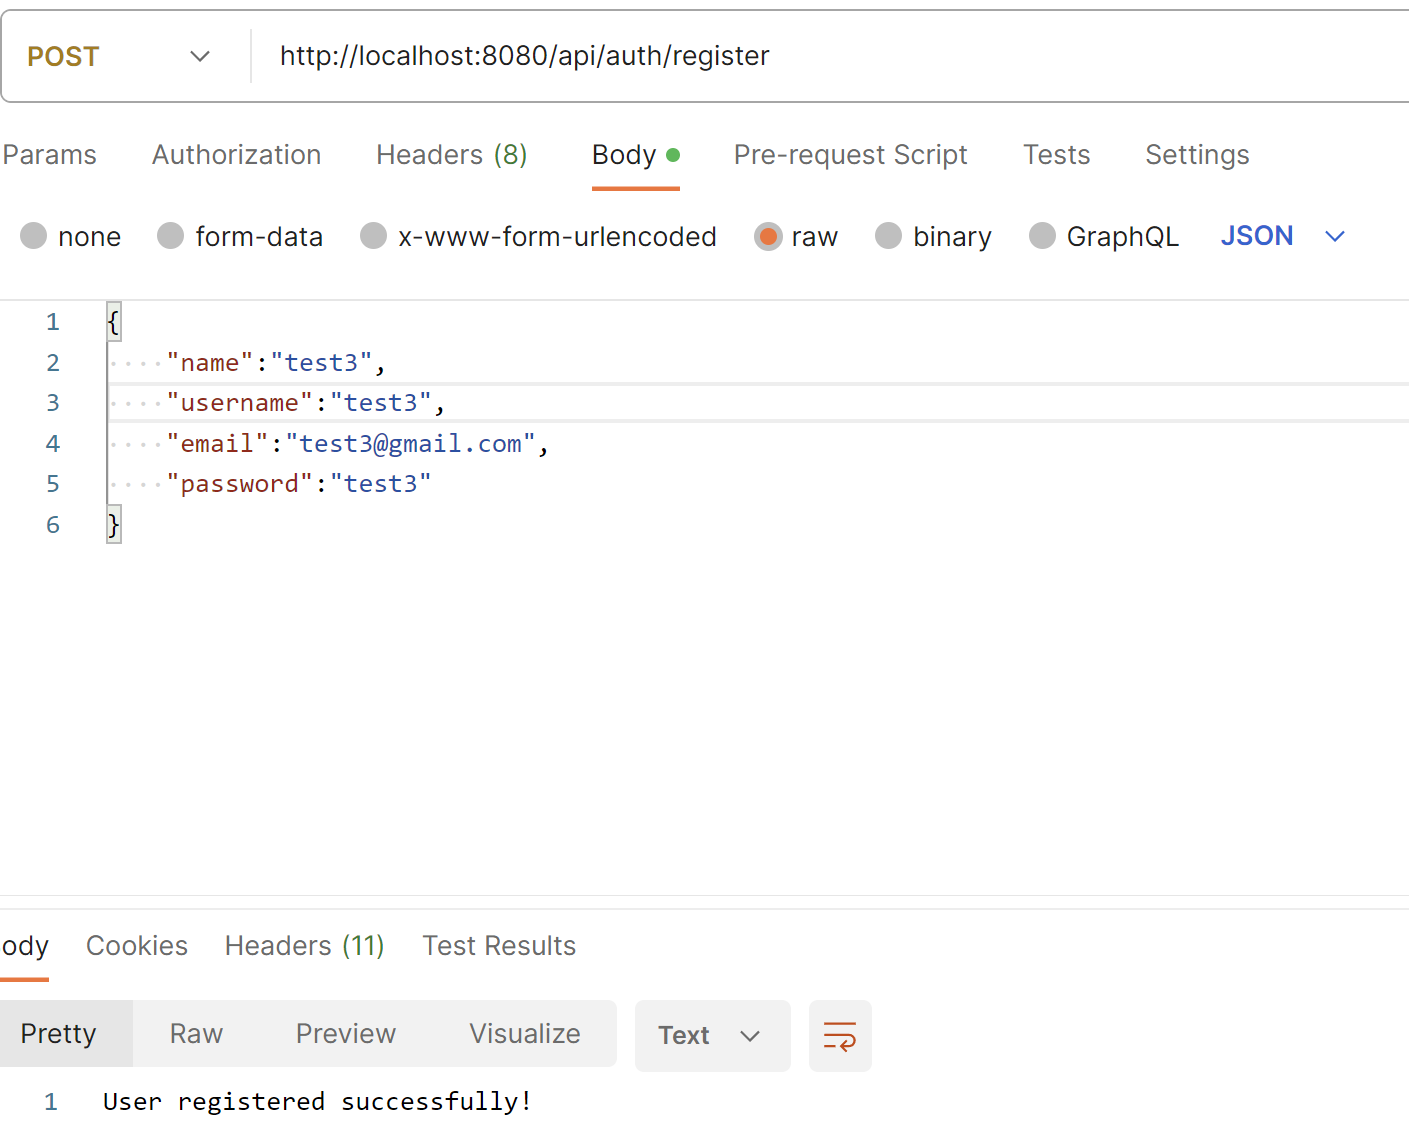 POST http://localhost:8080/api/auth/register
Params Authorization Headers (8) Body Pre-request Script Tests Settings
none form-data x-www-form-urlencoded raw binary GraphQL JSON
1 {
2 "name":"test3",
3 "username":"test3",
4 "email":"test3@gmail.com",
5 "password":"test3"
6 }
ody Cookies Headers (11) Test Results
Pretty Raw Preview Visualize Text
1 User registered successfully!